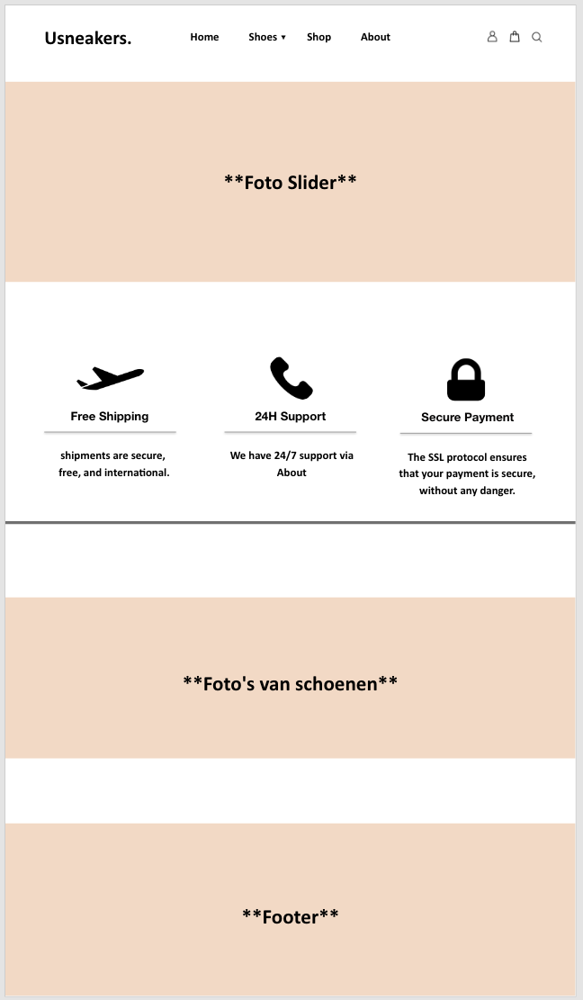 Usneakers.
Home Shoes ▾ Shop About
**Foto Slider**
Free Shipping
shipments are secure,
free, and international.
24H Support
We have 24/7 support via
About
Secure Payment
The SSL protocol ensures
that your payment is secure,
without any danger.
**Foto's van schoenen**
**Footer**